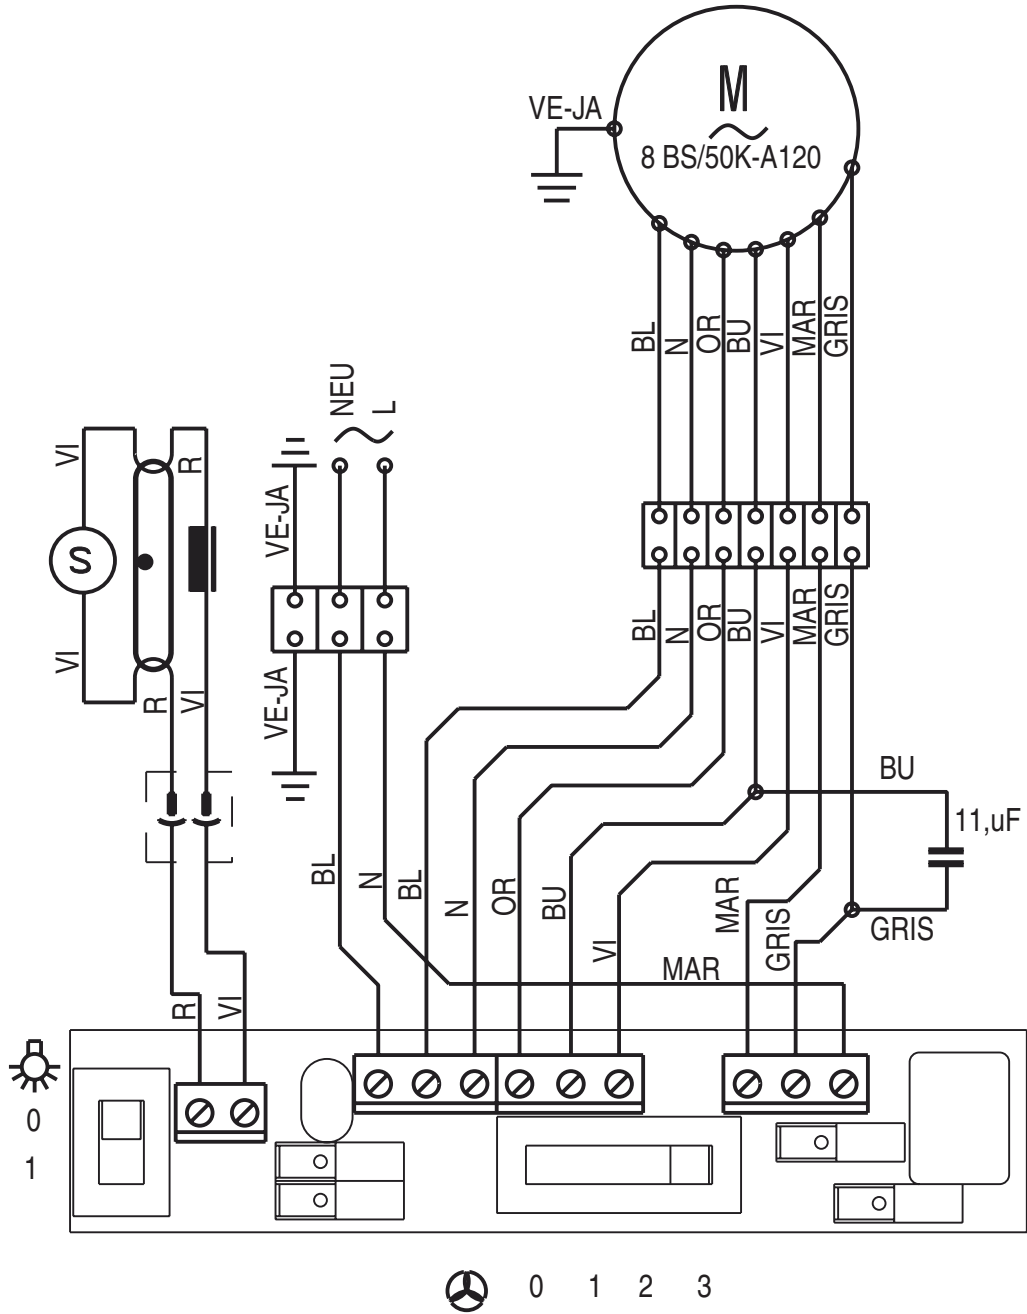 M
VE-JA
8 BS/50K-A120
BL N OR BU VI MAR GRIS
NEU
L
VI
R
VE-JA
S
VI
BL N OR BU VI MAR GRIS
R
VI
VE-JA
BU
11,uF
BL
N
BL
N
OR
BU
VI
MAR
GRIS
GRIS
MAR
R
VI
0
1
0 1 2 3